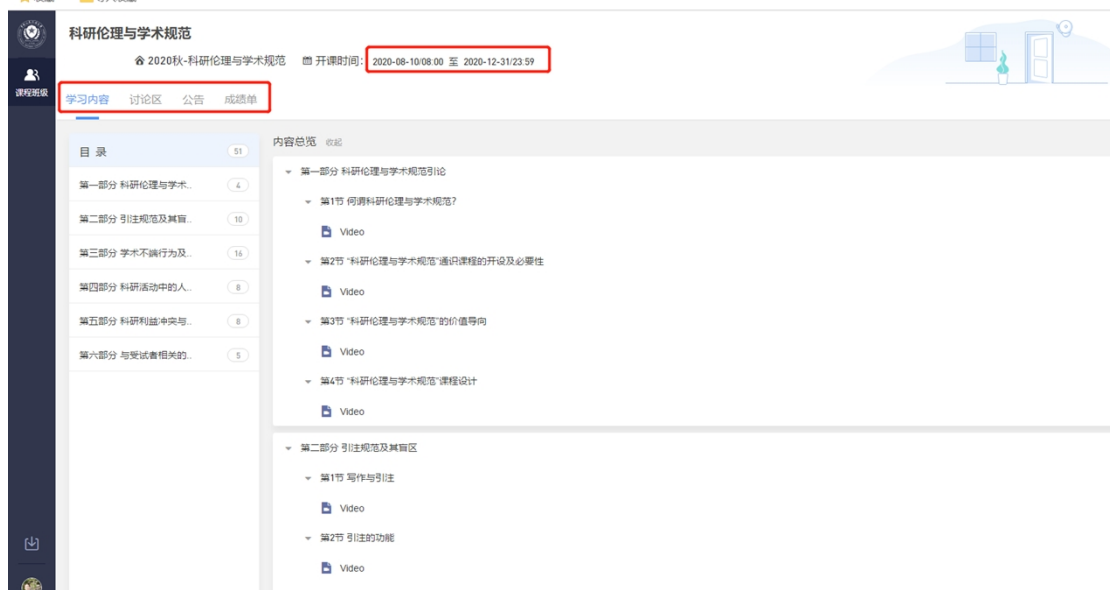 科研伦理与学术规范
2020秋-科研伦理与学术规范 开课时间: 2020-08-10/08:00 至 2020-12-31/23:59
课程班级
学习内容 讨论区 公告 成绩单
目 录 51
第一部分 科研伦理与学术.. 4
第二部分 引注规范及其盲.. 10
第三部分 学术不端行为及.. 16
第四部分 科研活动中的人.. 8
第五部分 科研利益冲突与.. 8
第六部分 与受试者相关的.. 5
内容总览 收起
第一部分 科研伦理与学术规范引论
第1节 何谓科研伦理与学术规范?
Video
第2节 “科研伦理与学术规范”通识课程的开设及必要性
Video
第3节 “科研伦理与学术规范”的价值导向
Video
第4节 “科研伦理与学术规范”课程设计
Video
第二部分 引注规范及其盲区
第1节 写作与引注
Video
第2节 引注的功能
Video